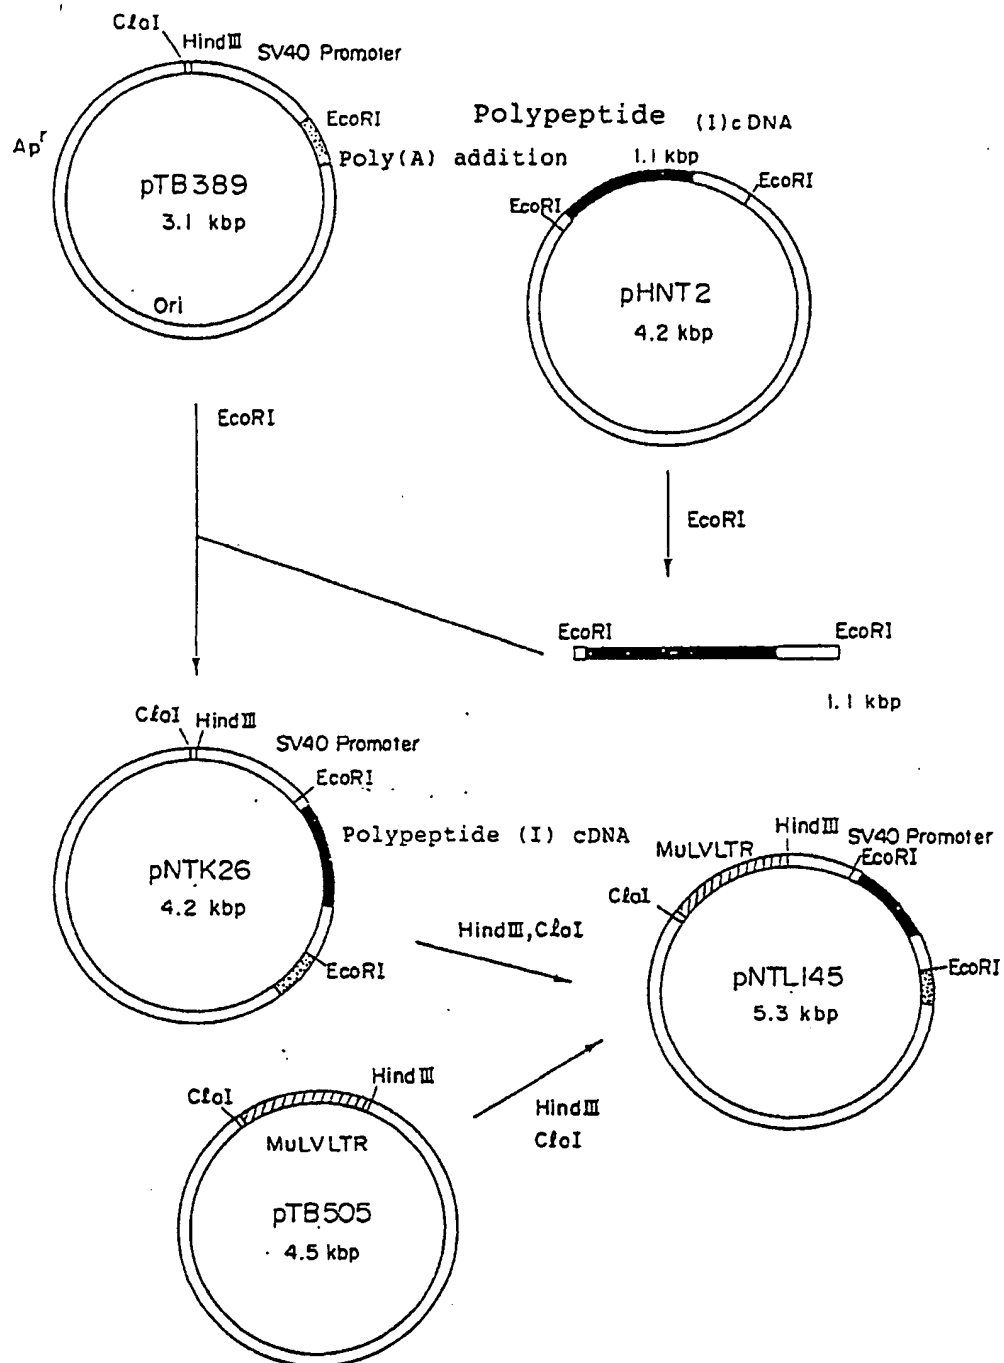 ClaI
HindIII
SV40 Promoter
EcoRI
Poly(A) addition
Apr
pTB389
3.1 kbp
Ori
Polypeptide (I) cDNA
1.1 kbp
EcoRI
EcoRI
pHNT2
4.2 kbp
EcoRI
EcoRI
EcoRI
EcoRI
1.1 kbp
ClaI
HindIII
SV40 Promoter
EcoRI
Polypeptide (I) cDNA
pNTK26
4.2 kbp
EcoRI
HindIII, ClaI
ClaI
MuLVLTR
HindIII
SV40 Promoter
EcoRI
EcoRI
pNTL145
5.3 kbp
ClaI
HindIII
MuLVLTR
pTB505
4.5 kbp
HindIII
ClaI